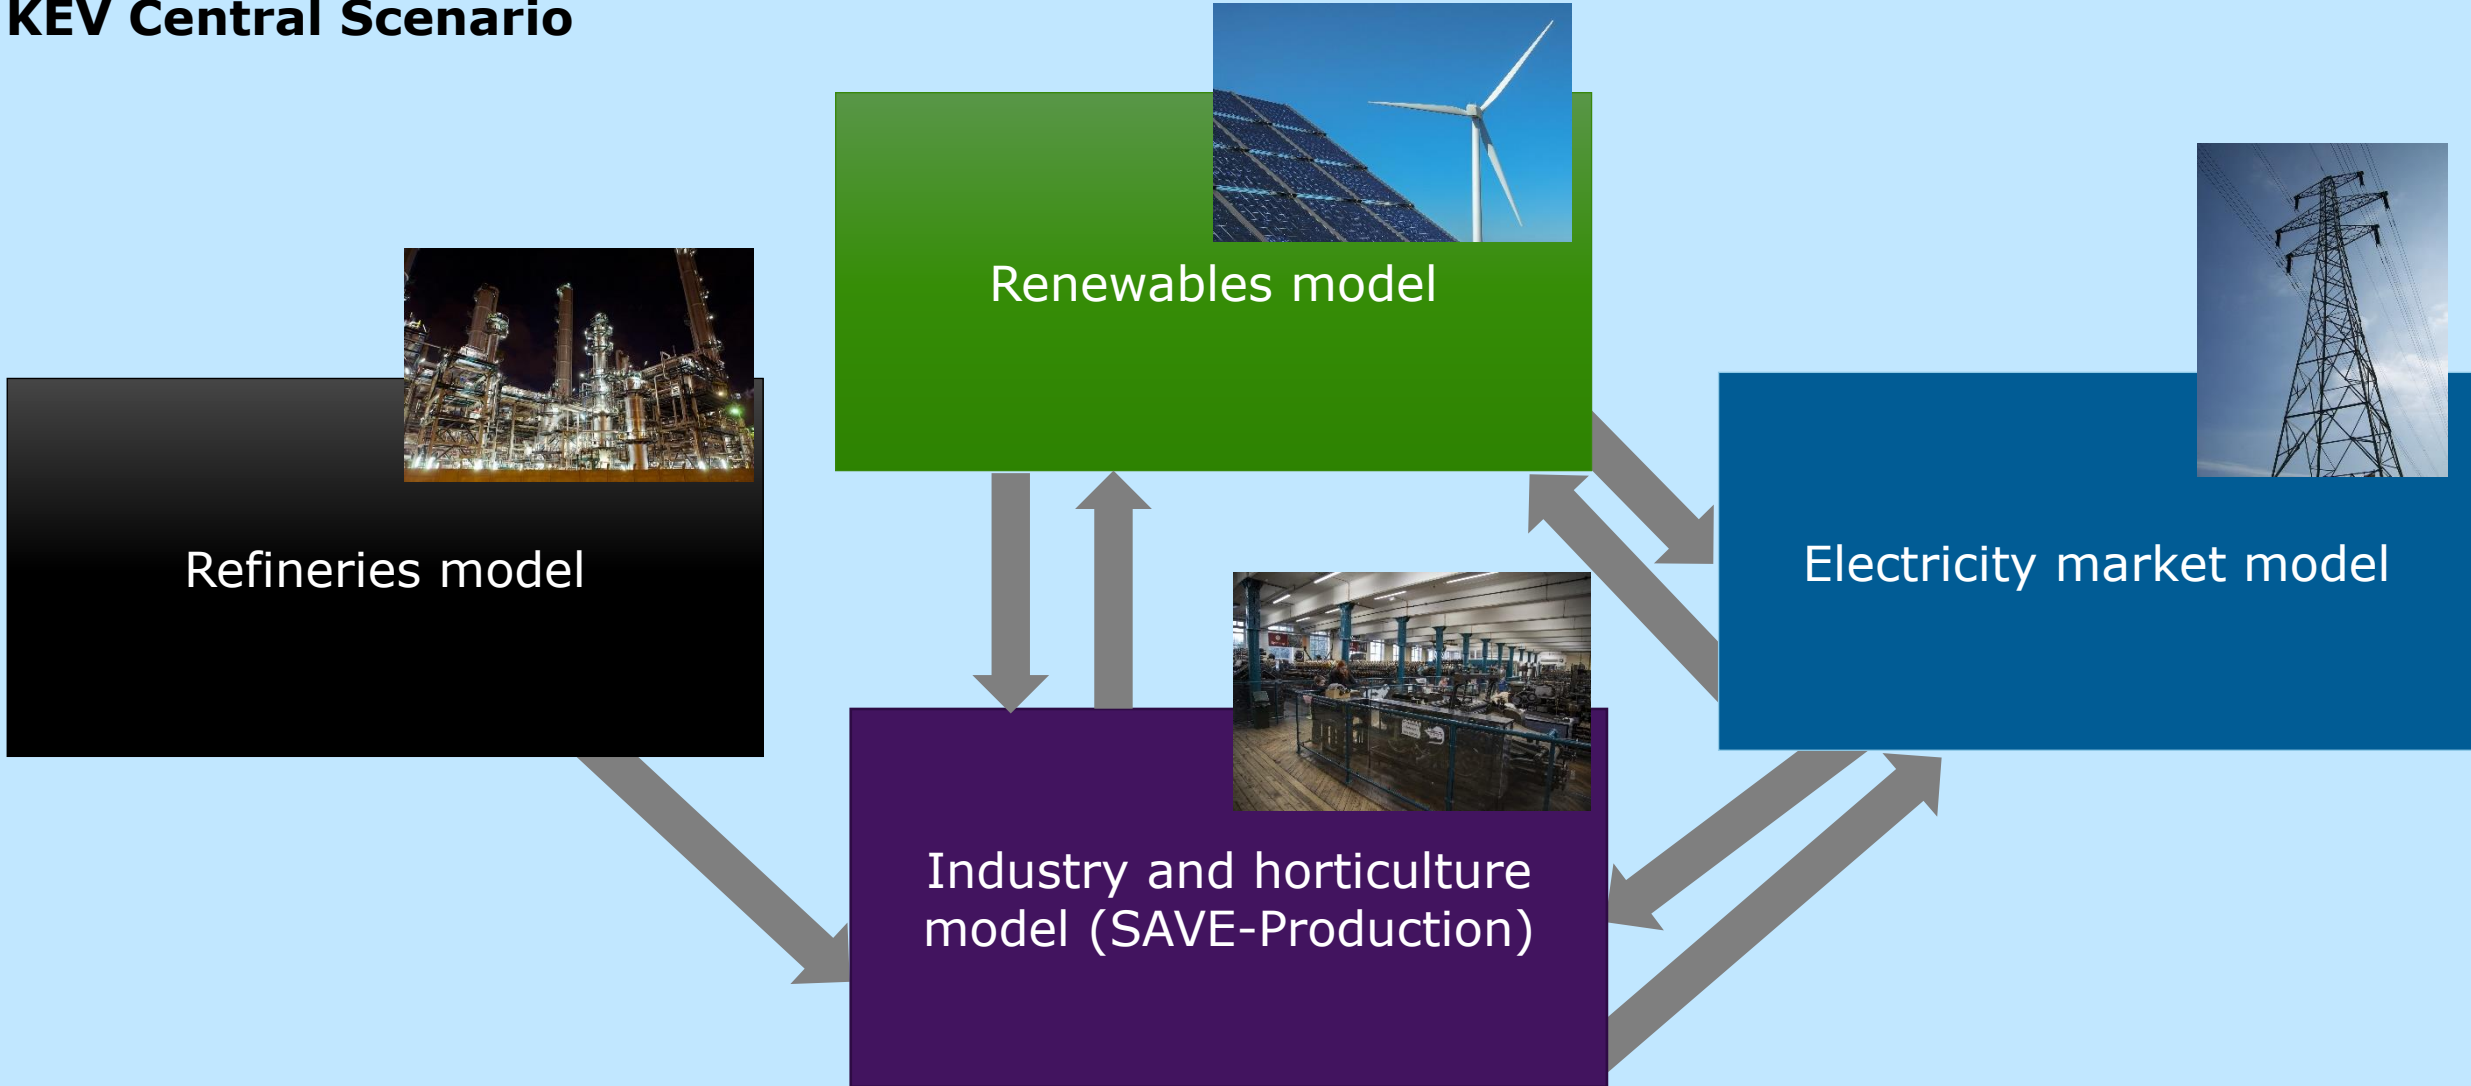 KEV Central Scenario
Renewables model
Refineries model
Electricity market model
Industry and horticulture
model (SAVE-Production)